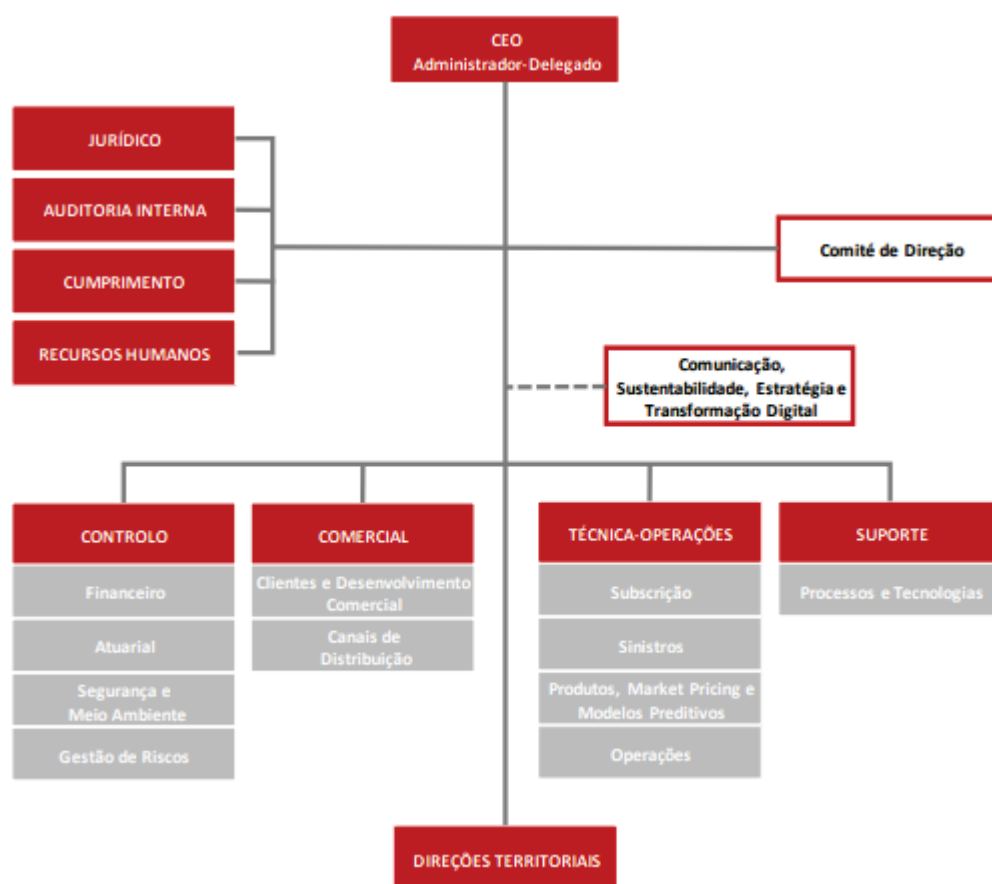 CEO
Administrador-Delegado
JURÍDICO
AUDITORIA INTERNA
CUMPRIMENTO
RECURSOS HUMANOS
Comité de Direção
Comunicação,
Sustentabilidade, Estratégia e
Transformação Digital
CONTROLO
Financeiro
Atuarial
Segurança e
Meio Ambiente
Gestão de Riscos
COMERCIAL
Clientes e Desenvolvimento
Comercial
Canais de
Distribuição
TÉCNICA-OPERAÇÕES
Subscrição
Sinistros
Produtos, Market Pricing e
Modelos Preditivos
Operações
SUPORTE
Processos e Tecnologias
DIREÇÕES TERRITORIAIS